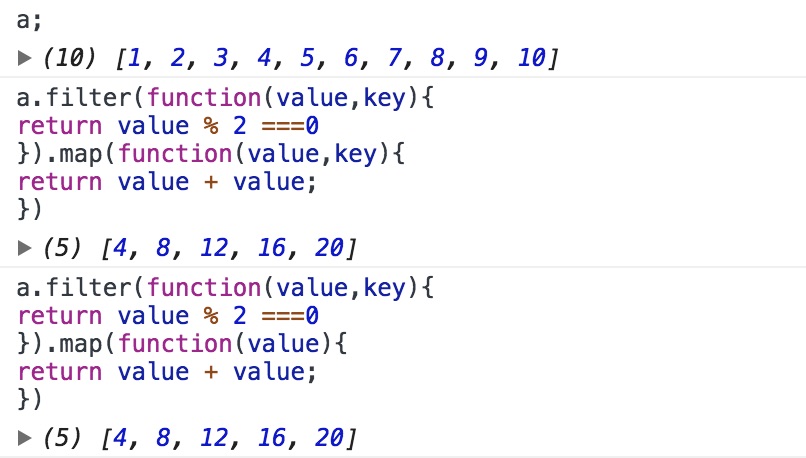 a;
▶ (10) [1, 2, 3, 4, 5, 6, 7, 8, 9, 10]
a.filter(function(value,key){
return value % 2 ===0
}).map(function(value,key){
return value + value;
})
▶ (5) [4, 8, 12, 16, 20]
a.filter(function(value,key){
return value % 2 ===0
}).map(function(value){
return value + value;
})
▶ (5) [4, 8, 12, 16, 20]